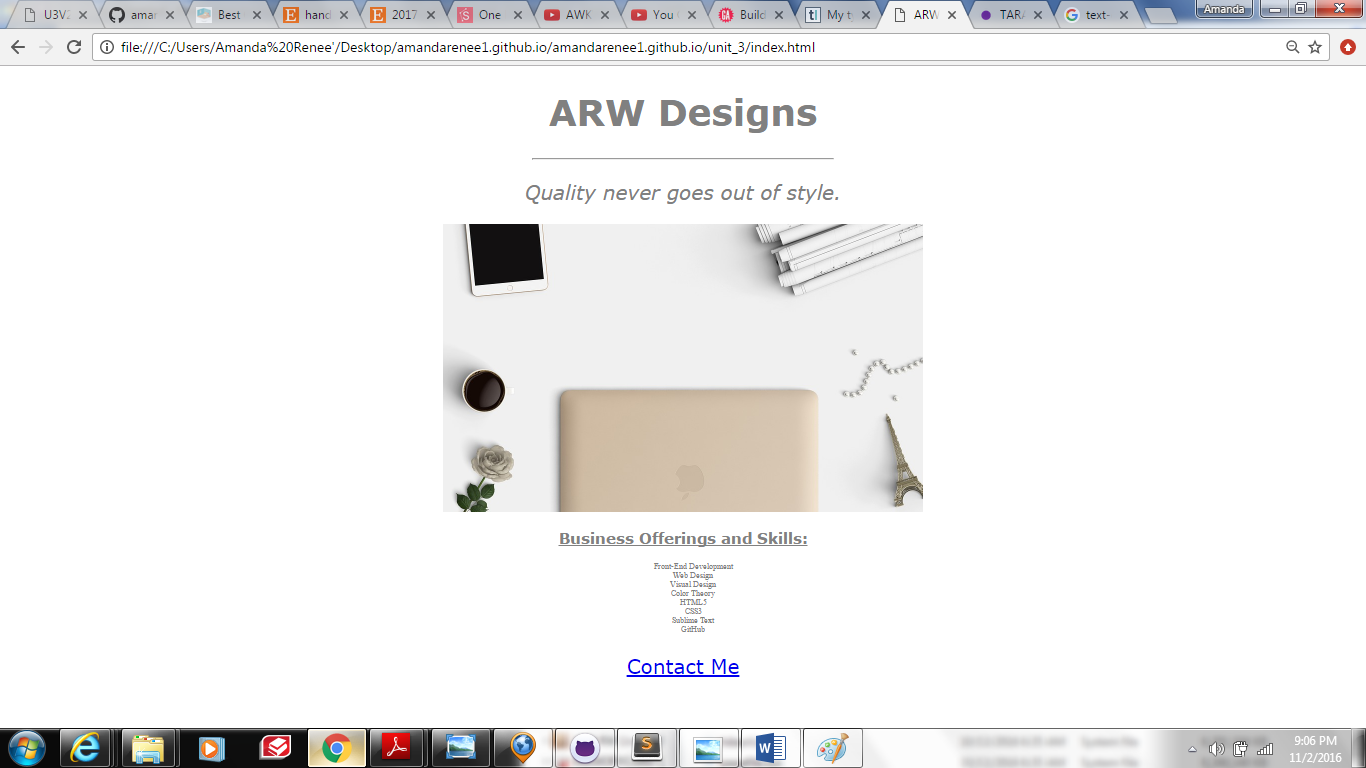 U3V2
amar
Best
hand
2017
One
AWK
You
Build
My t
ARW
TARA
text-
Amanda
file:///C:/Users/Amanda%20Renee'/Desktop/amandarenee1.github.io/amandarenee1.github.io/unit_3/index.html
ARW Designs
Quality never goes out of style.
Business Offerings and Skills:
Front-End Development
Web Design
Visual Design
Color Theory
HTML5
CSS3
Sublime Text
GitHub
Contact Me
9:06 PM
11/2/2016